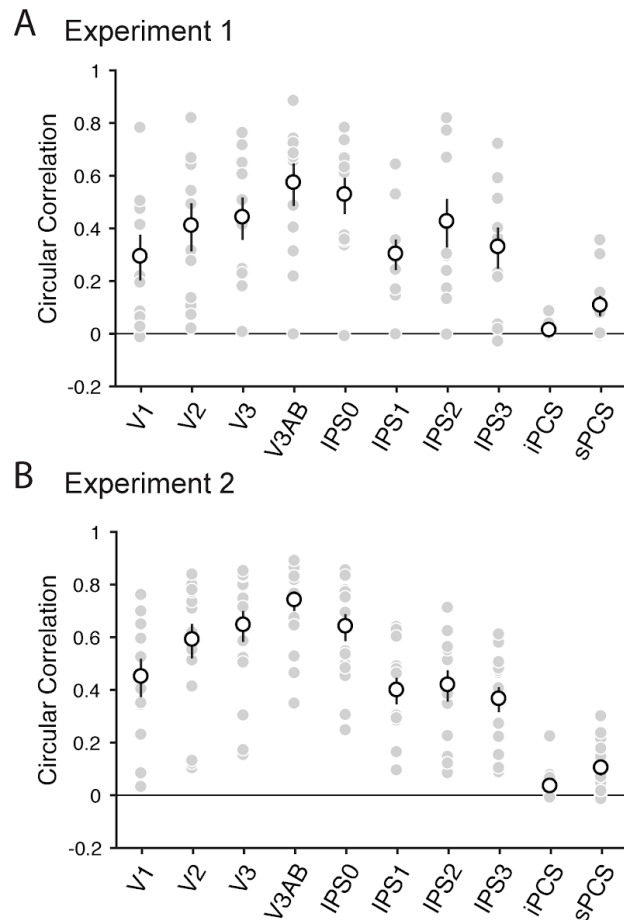 A Experiment 1
Circular Correlation
1
0.8
0.6
0.4
0.2
0
-0.2
V1 V2 V3 V3AB IPS0 IPS1 IPS2 IPS3 iPCS sPCS
B Experiment 2
Circular Correlation
1
0.8
0.6
0.4
0.2
0
-0.2
V1 V2 V3 V3AB IPS0 IPS1 IPS2 IPS3 iPCS sPCS